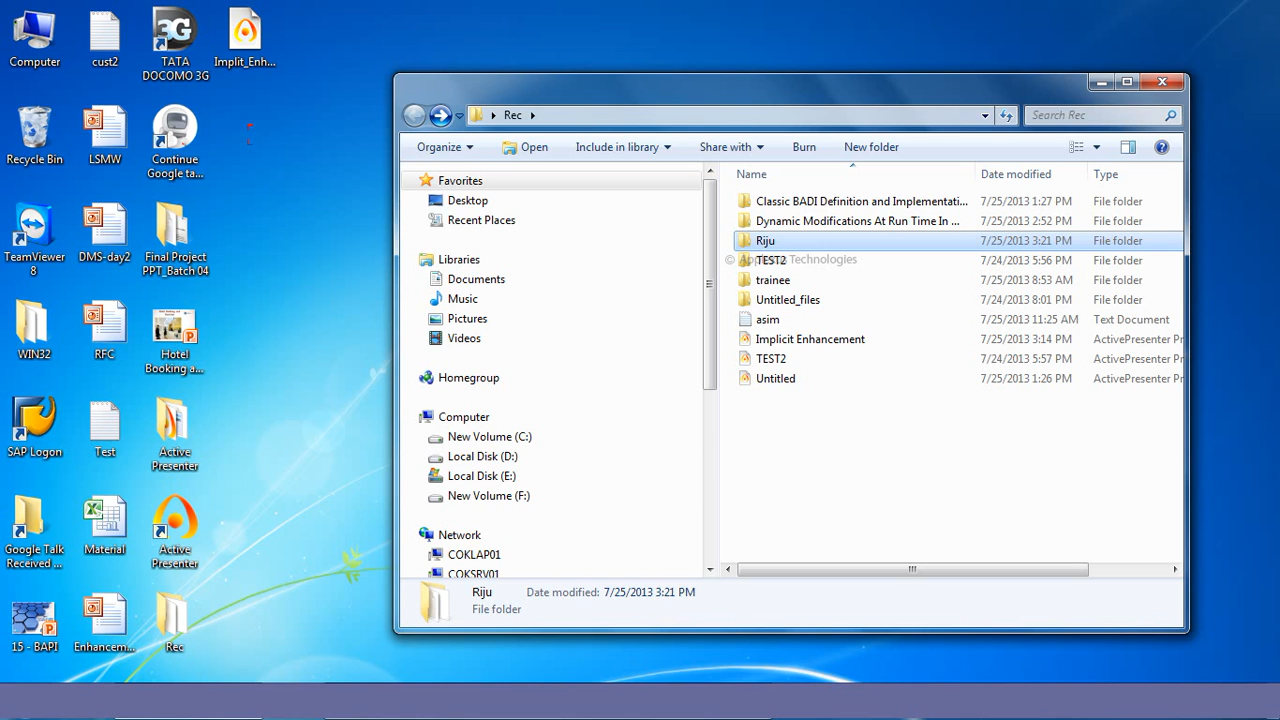 Computer
cust2
TATA
DOCOMO 3G
3G
Implit_Enh...
Recycle Bin
LSMW
Continue
Google ta...
TeamViewer
8
DMS-day2
Final Project
PPT_Batch 04
WIN32
RFC
Hotel
Booking a...
SAP Logon
Test
Active
Presenter
Google Talk
Received ...
Material
Active
Presenter
15 - BAPI
Enhancem...
Rec
Rec
Search Rec
Organize
Open
Include in library
Share with
Burn
New folder
Favorites
Desktop
Recent Places
Libraries
Documents
Music
Pictures
Videos
Homegroup
Computer
New Volume (C:)
Local Disk (D:)
Local Disk (E:)
New Volume (F:)
Network
COKLAP01
COKSRV01
Name Date modified Type
Classic BADI Definition and Implementati... 7/25/2013 1:27 PM File folder
Dynamic Modifications At Run Time In ... 7/25/2013 2:52 PM File folder
Riju 7/25/2013 3:21 PM File folder
TEST2 7/24/2013 5:56 PM File folder
trainee 7/25/2013 8:53 AM File folder
Untitled_files 7/24/2013 8:01 PM File folder
asim 7/25/2013 11:25 AM Text Document
Implicit Enhancement 7/25/2013 3:14 PM ActivePresenter Pr
TEST2 7/24/2013 5:57 PM ActivePresenter Pr
Untitled 7/25/2013 1:26 PM ActivePresenter Pr
Technologies
Riju Date modified: 7/25/2013 3:21 PM
File folder